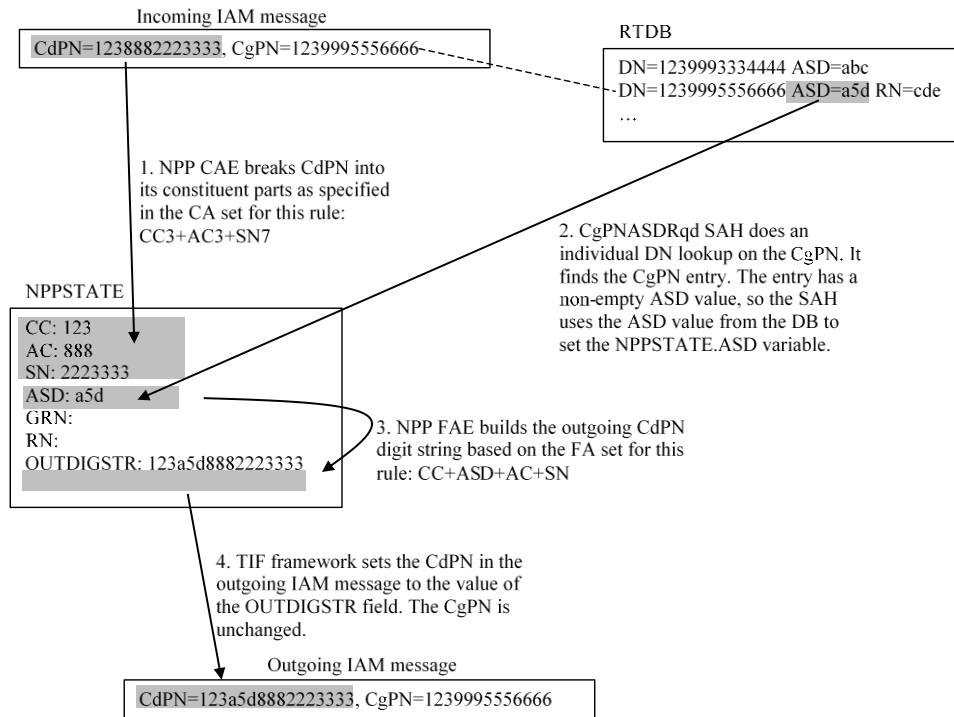 Incoming IAM message
CdPN=1238882223333, CgPN=1239995556666
RTDB
DN=1239993334444 ASD=abc
DN=1239995556666 ASD=a5d RN=cde
…
1. NPP CAE breaks CdPN into
its constituent parts as specified
in the CA set for this rule:
CC3+AC3+SN7
2. CgPNASDRqd SAH does an
individual DN lookup on the CgPN. It
finds the CgPN entry. The entry has a
non-empty ASD value, so the SAH
uses the ASD value from the DB to
set the NPPSTATE.ASD variable.
NPPSTATE
CC: 123
AC: 888
SN: 2223333
ASD: a5d
GRN:
RN:
OUTDIGSTR: 123a5d8882223333
3. NPP FAE builds the outgoing CdPN
digit string based on the FA set for this
rule: CC+ASD+AC+SN
4. TIF framework sets the CdPN in the
outgoing IAM message to the value of
the OUTDIGSTR field. The CgPN is
unchanged.
Outgoing IAM message
CdPN=123a5d8882223333, CgPN=1239995556666